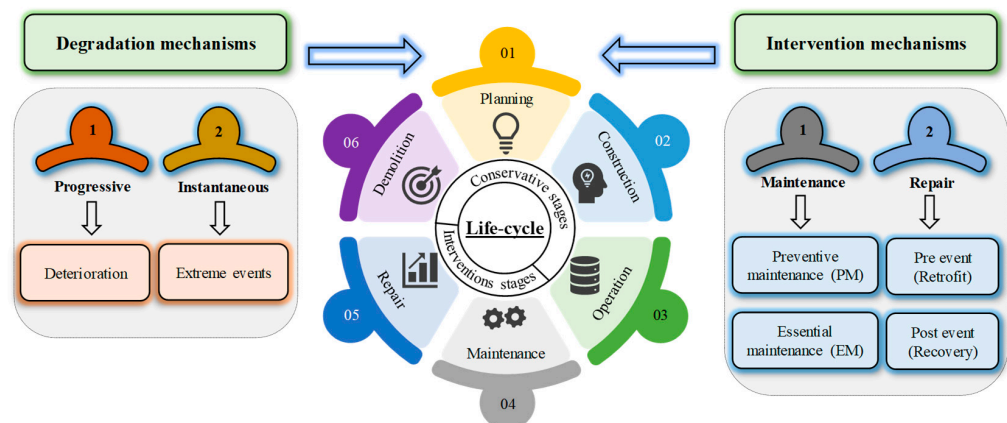 Degradation mechanisms
1
Progressive
2
Instantaneous
Deterioration
Extreme events
01
Planning
02
Construction
03
Operation
04
Maintenance
05
Repair
06
Demolition
Conservative stages
Life-cycle
Interventions stages
Intervention mechanisms
1
Maintenance
2
Repair
Preventive
maintenance (PM)
Pre event
(Retrofit)
Essential
maintenance (EM)
Post event
(Recovery)